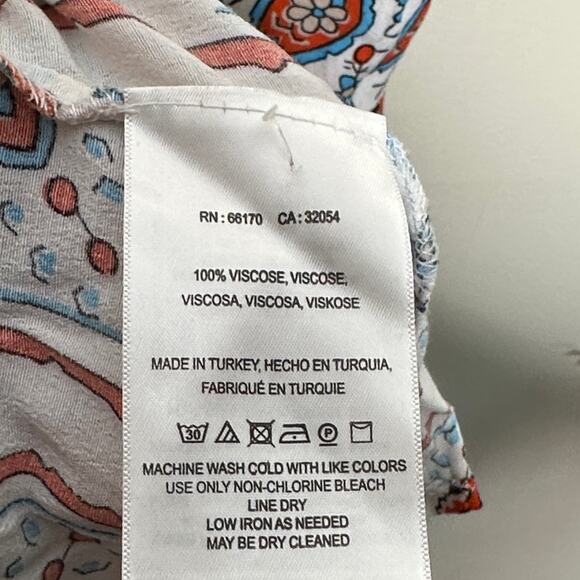 RN : 66170 CA : 32054
100% VISCOSE, VISCOSE,
VISCOSA, VISCOSA, VISKOSE
MADE IN TURKEY, HECHO EN TURQUIA,
FABRIQUÉ EN TURQUIE
30 P
MACHINE WASH COLD WITH LIKE COLORS
USE ONLY NON-CHLORINE BLEACH
LINE DRY
LOW IRON AS NEEDED
MAY BE DRY CLEANED